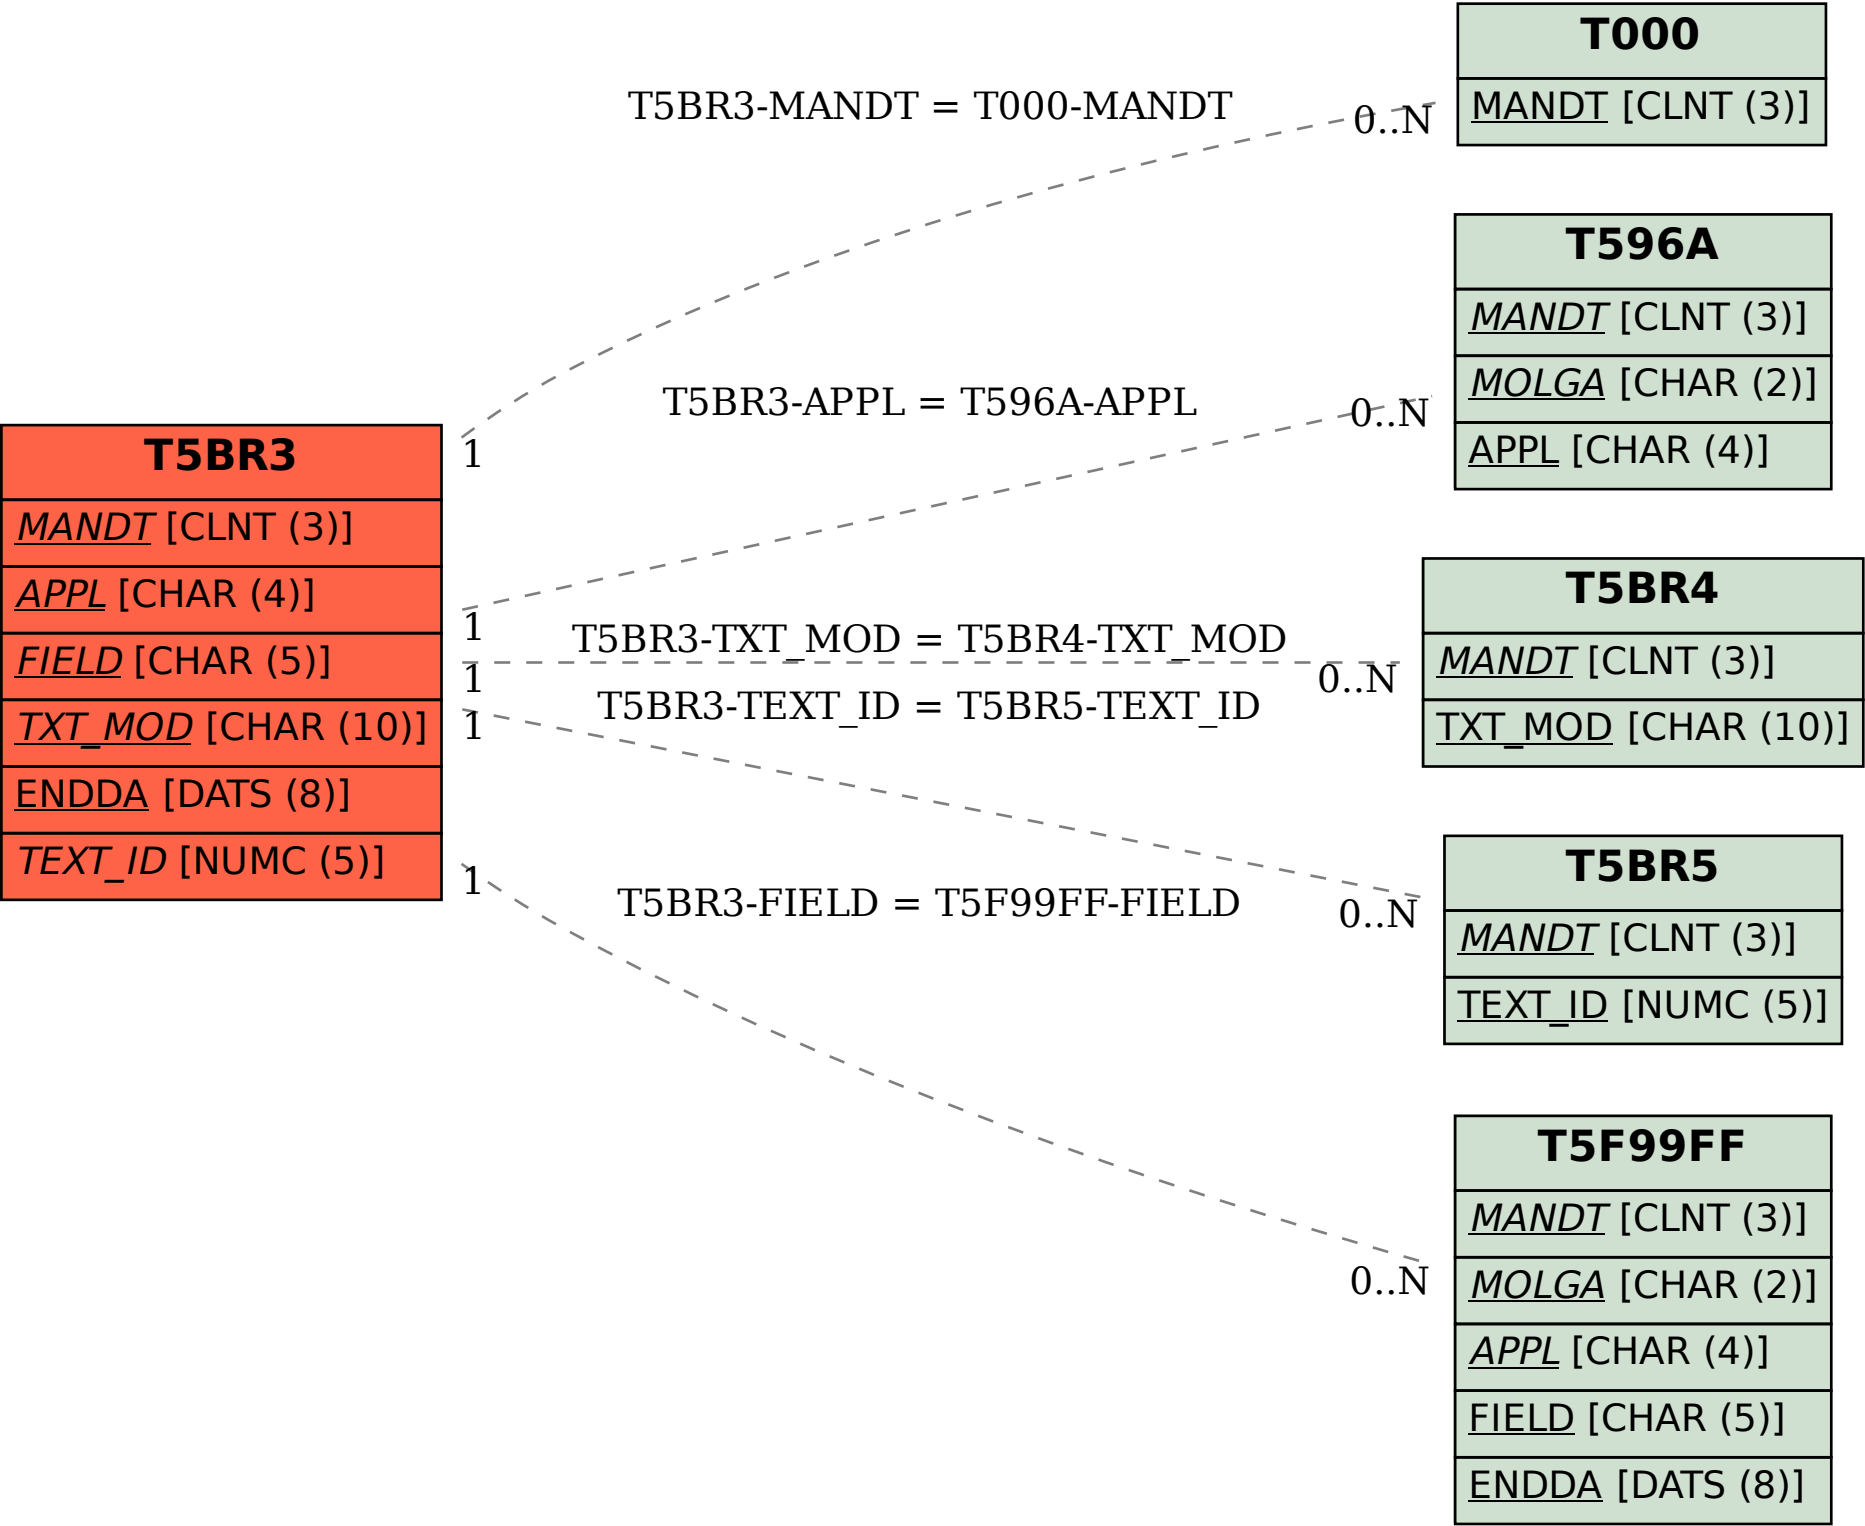 T5BR3
MANDT [CLNT (3)]
APPL [CHAR (4)]
FIELD [CHAR (5)]
TXT_MOD [CHAR (10)]
ENDDA [DATS (8)]
TEXT_ID [NUMC (5)]
T5BR3-MANDT = T000-MANDT
1
0..N
T5BR3-APPL = T596A-APPL
1
0..N
T5BR3-TXT_MOD = T5BR4-TXT_MOD
1
0..N
T5BR3-TEXT_ID = T5BR5-TEXT_ID
1
0..N
T5BR3-FIELD = T5F99FF-FIELD
1
0..N
T000
MANDT [CLNT (3)]
T596A
MANDT [CLNT (3)]
MOLGA [CHAR (2)]
APPL [CHAR (4)]
T5BR4
MANDT [CLNT (3)]
TXT_MOD [CHAR (10)]
T5BR5
MANDT [CLNT (3)]
TEXT_ID [NUMC (5)]
T5F99FF
MANDT [CLNT (3)]
MOLGA [CHAR (2)]
APPL [CHAR (4)]
FIELD [CHAR (5)]
ENDDA [DATS (8)]